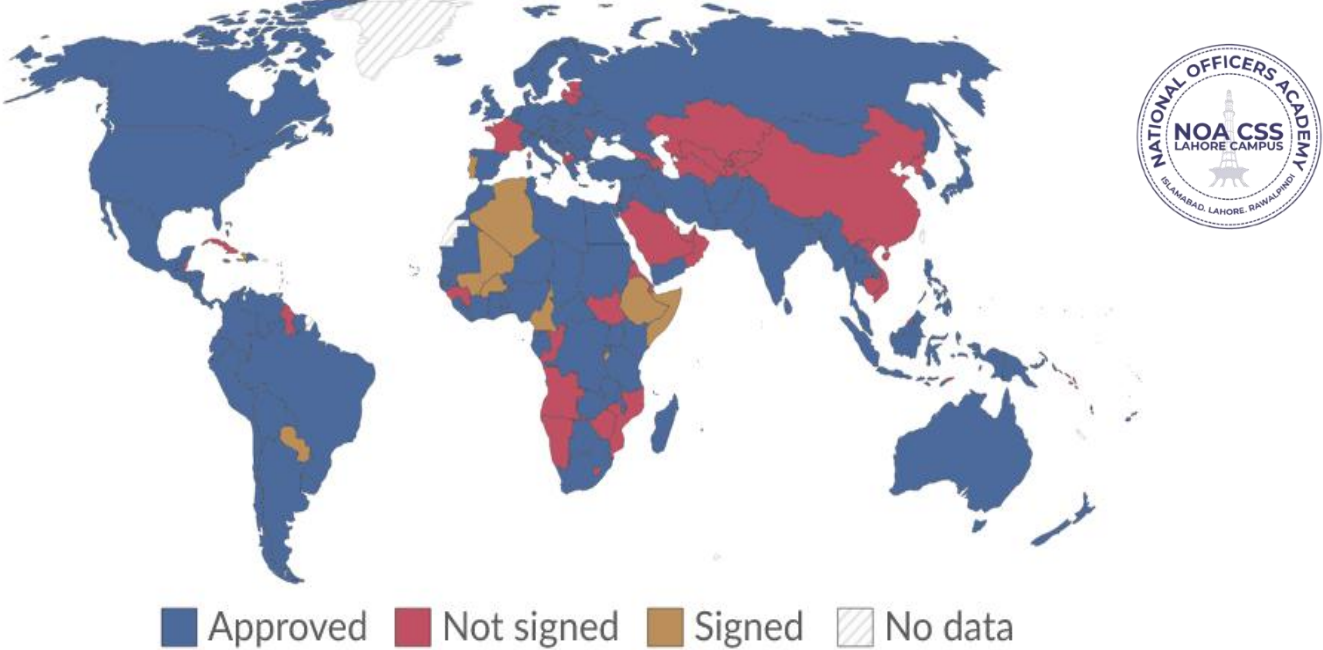 NATIONAL OFFICERS ACADEMY
NOA CSS
LAHORE CAMPUS
ISLAMABAD. LAHORE. RAWALPINDI
Approved
Not signed
Signed
No data